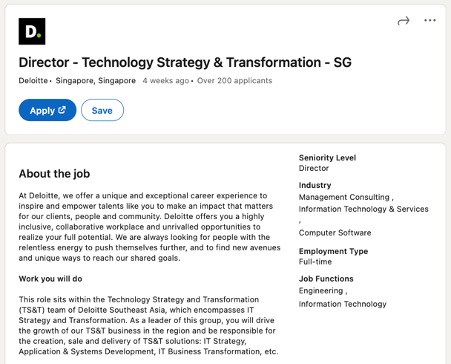 D.
Director - Technology Strategy & Transformation - SG
Deloitte • Singapore, Singapore 4 weeks ago • Over 200 applicants
Apply
Save
About the job
At Deloitte, we offer a unique and exceptional career experience to
inspire and empower talents like you to make an impact that matters
for our clients, people and community. Deloitte offers you a highly
inclusive, collaborative workplace and unrivalled opportunities to
realize your full potential. We are always looking for people with the
relentless energy to push themselves further, and to find new avenues
and unique ways to reach our shared goals.
Work you will do
This role sits within the Technology Strategy and Transformation
(TS&T) team of Deloitte Southeast Asia, which encompasses IT
Strategy and Transformation. As a leader of this group, you will drive
the growth of our TS&T business in the region and be responsible for
the creation, sale and delivery of TS&T solutions: IT Strategy,
Application & Systems Development, IT Business Transformation, etc.
Seniority Level
Director
Industry
Management Consulting ,
Information Technology & Services
,
Computer Software
Employment Type
Full-time
Job Functions
Engineering ,
Information Technology